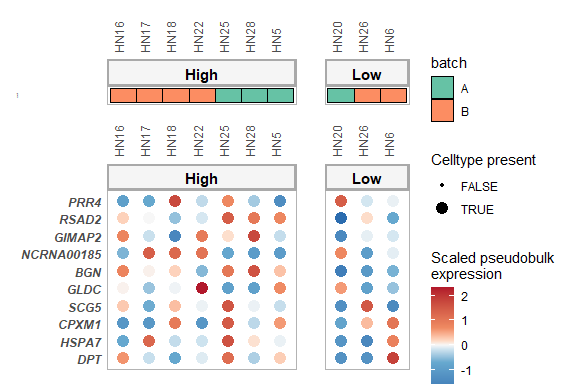 HN16 HN17 HN18 HN22 HN25 HN28 HN5 HN20 HN26 HN6
High Low
HN16 HN17 HN18 HN22 HN25 HN28 HN5 HN20 HN26 HN6
High Low
PRR4
RSAD2
GIMAP2
NCRNA00185
BGN
GLDC
SCG5
CPXM1
HSPA7
DPT
batch
A
B
Celltype present
FALSE
TRUE
Scaled pseudobulk
expression
2
1
0
-1